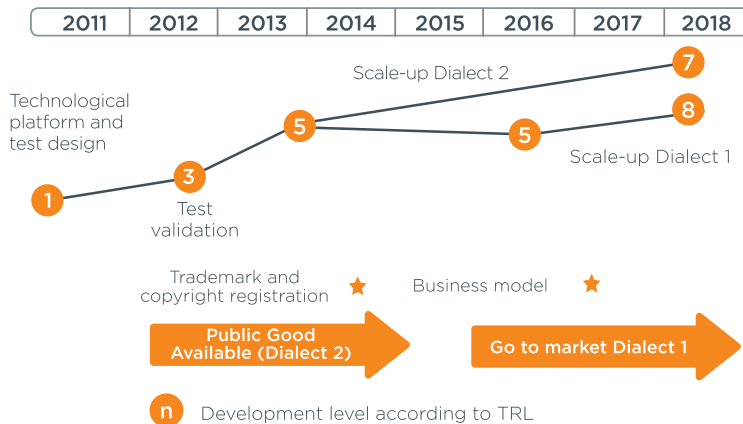 2011 2012 2013 2014 2015 2016 2017 2018
7
Scale-up Dialect 2
8
Technological
platform and
test design
5
5
Scale-up Dialect 1
3
1
Test
validation
Trademark and
copyright registration
Business model
Public Good
Available (Dialect 2)
Go to market Dialect 1
n
Development level according to TRL